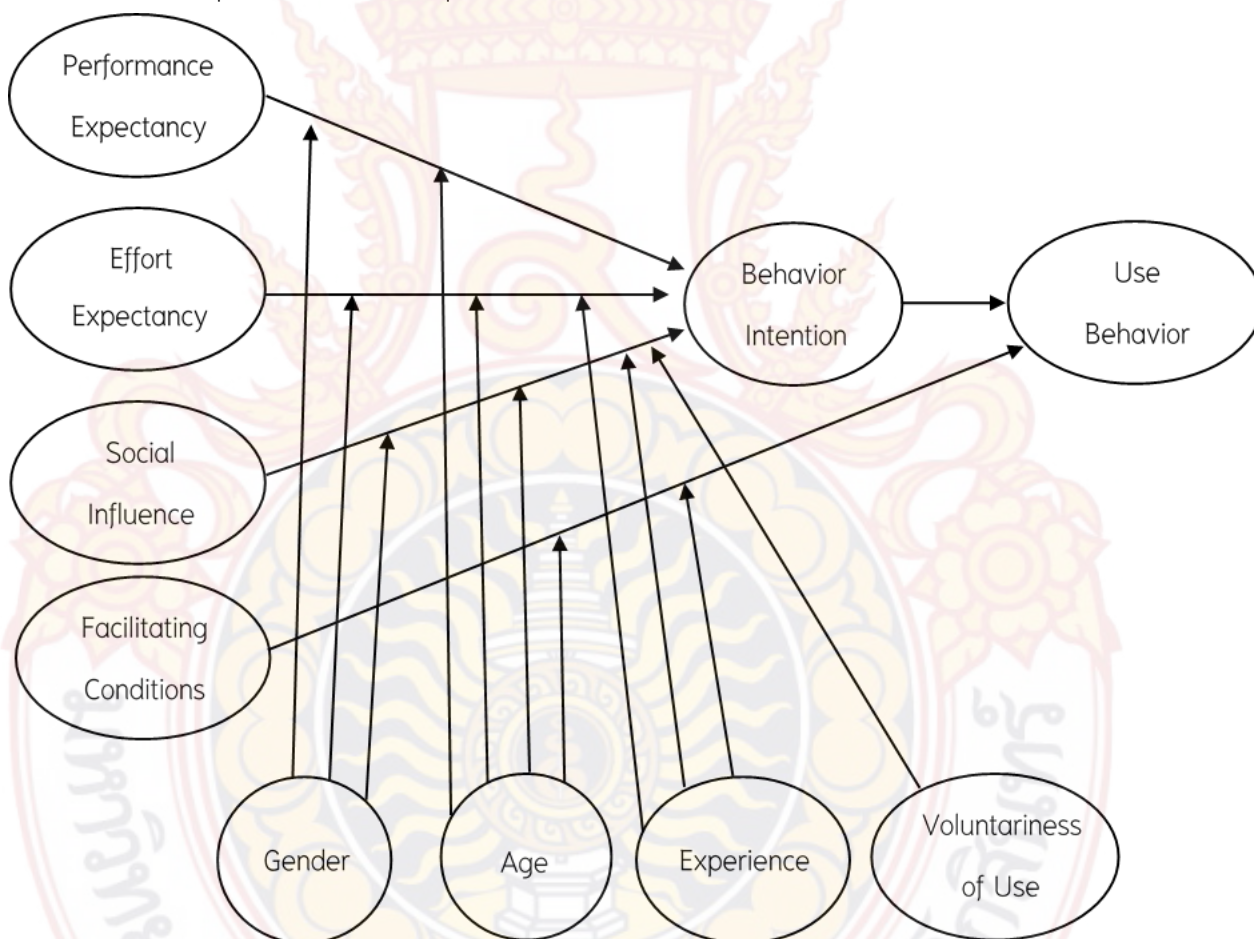 Performance
Expectancy
Effort
Expectancy
Social
Influence
Facilitating
Conditions
Behavior
Intention
Use
Behavior
Gender
Age
Experience
Voluntariness
of Use